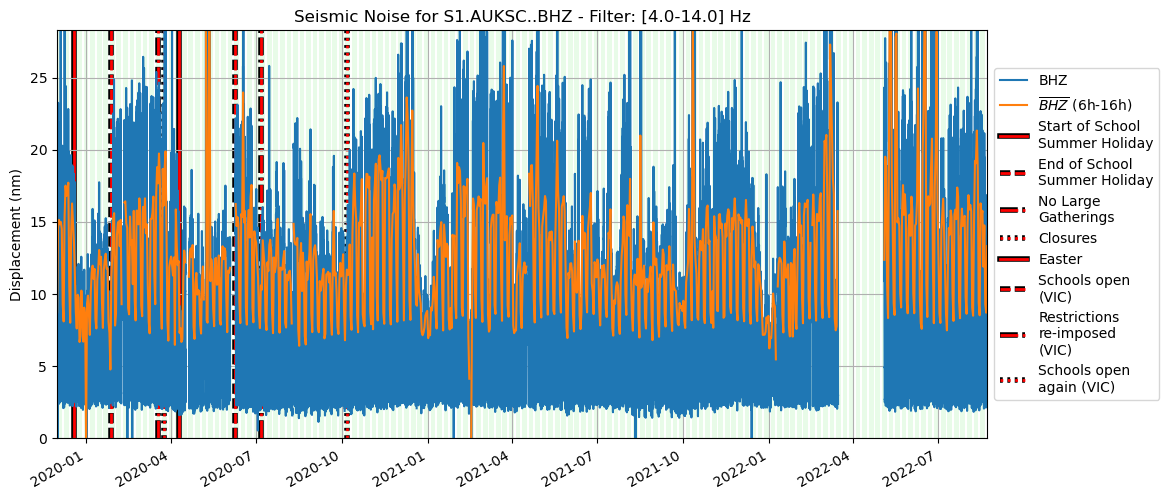 Seismic Noise for S1.AUKSC..BHZ - Filter: [4.0-14.0] Hz
Displacement (nm)
25
20
15
10
5
0
2020-01
2020-04
2020-07
2020-10
2021-01
2021-04
2021-07
2021-10
2022-01
2022-04
2022-07
BHZ
BHZ (6h-16h)
Start of School
Summer Holiday
End of School
Summer Holiday
No Large
Gatherings
Closures
Easter
Schools open
(VIC)
Restrictions
re-imposed
(VIC)
Schools open
again (VIC)